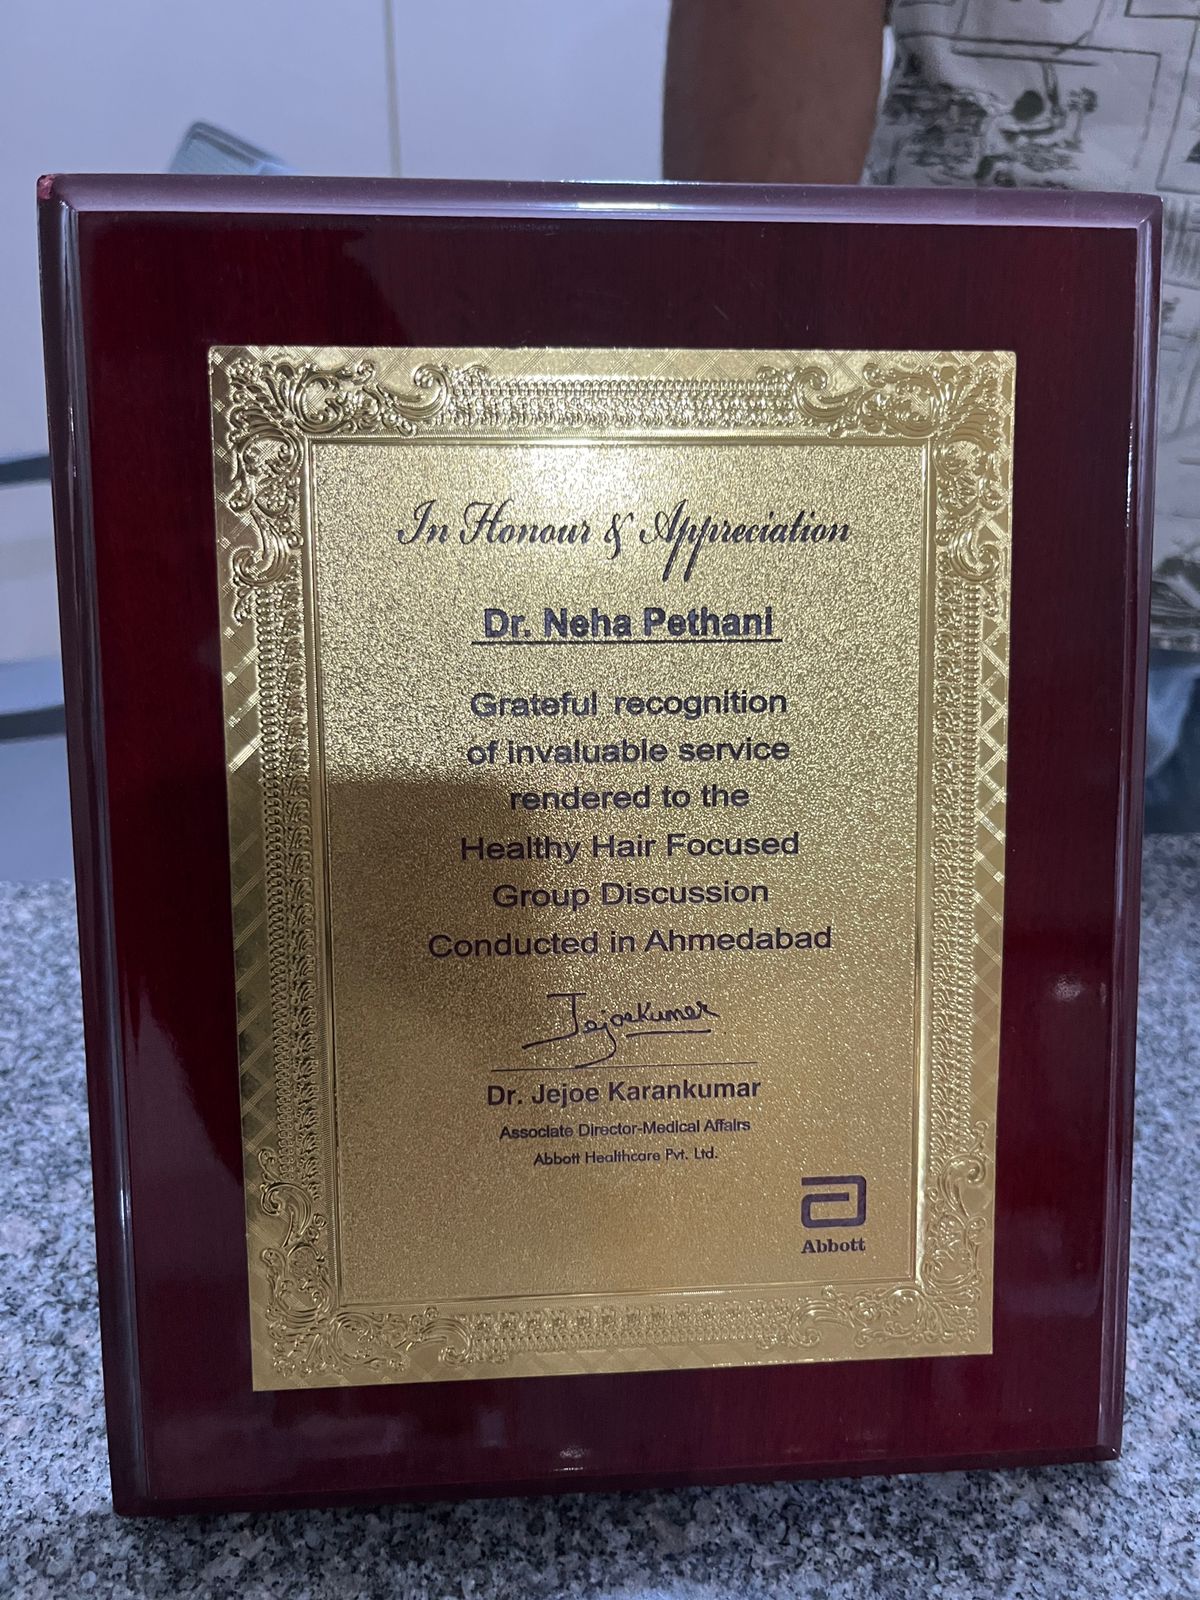 In Honour & Appreciation
Dr. Neha Pethani
Grateful recognition
of invaluable service
rendered to the
Healthy Hair Focused
Group Discussion
Conducted in Ahmedabad
Jejoekumar
Dr. Jejoe Karankumar
Associate Director-Medical Affairs
Abbott Healthcare Pvt. Ltd.
Abbott